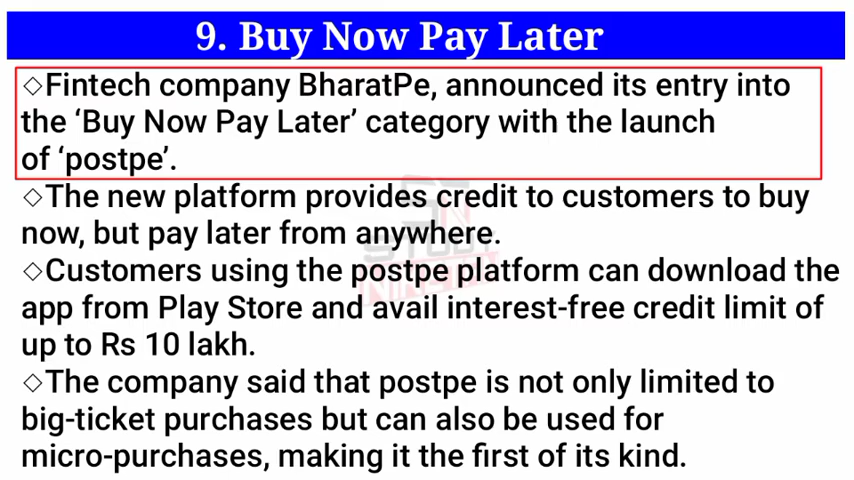 9. Buy Now Pay Later
◇Fintech company BharatPe, announced its entry into
the ‘Buy Now Pay Later’ category with the launch
of ‘postpe’.
◇The new platform provides credit to customers to buy
now, but pay later from anywhere.
◇Customers using the postpe platform can download the
app from Play Store and avail interest-free credit limit of
up to Rs 10 lakh.
◇The company said that postpe is not only limited to
big-ticket purchases but can also be used for
micro-purchases, making it the first of its kind.